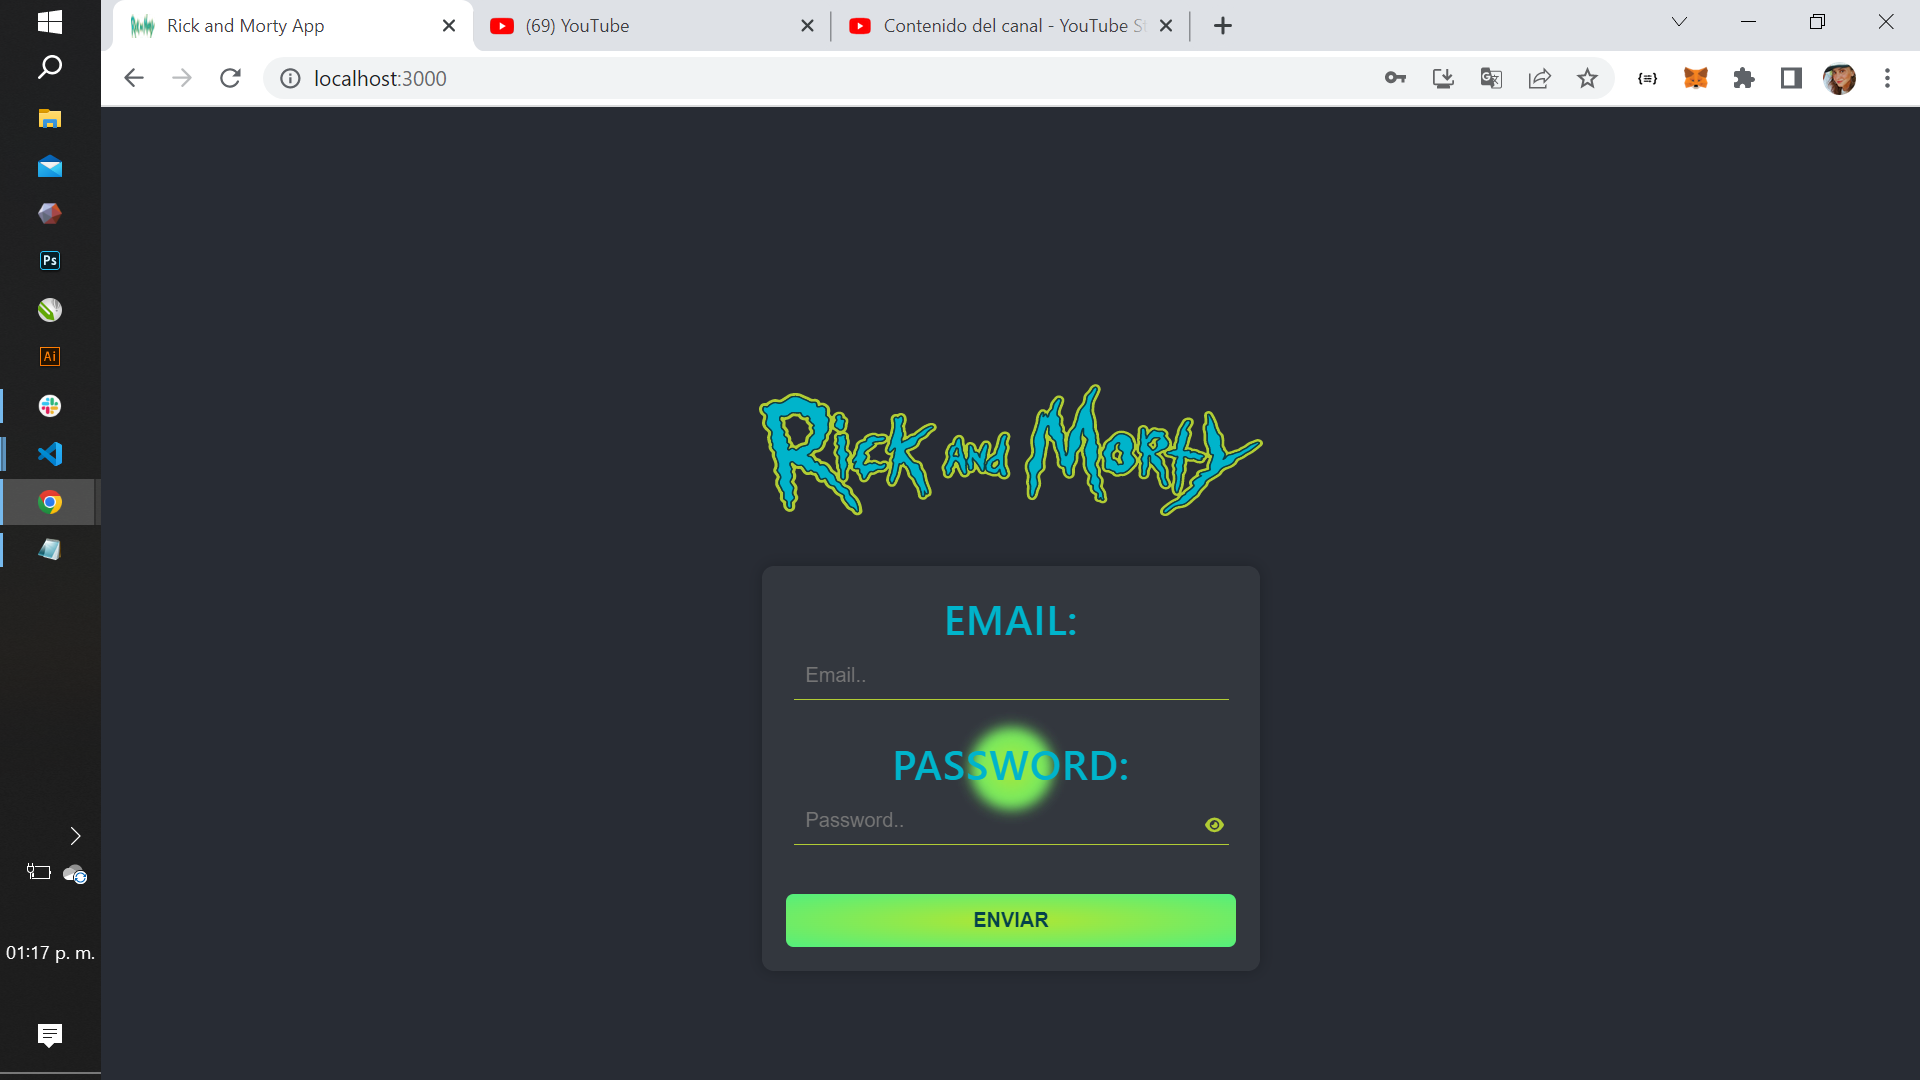 Rick and Morty App
(69) YouTube
Contenido del canal - YouTube St
localhost:3000
Ps
Ai
Rick and Morty
EMAIL:
Email..
PASSWORD:
Password..
ENVIAR
01:17 p. m.